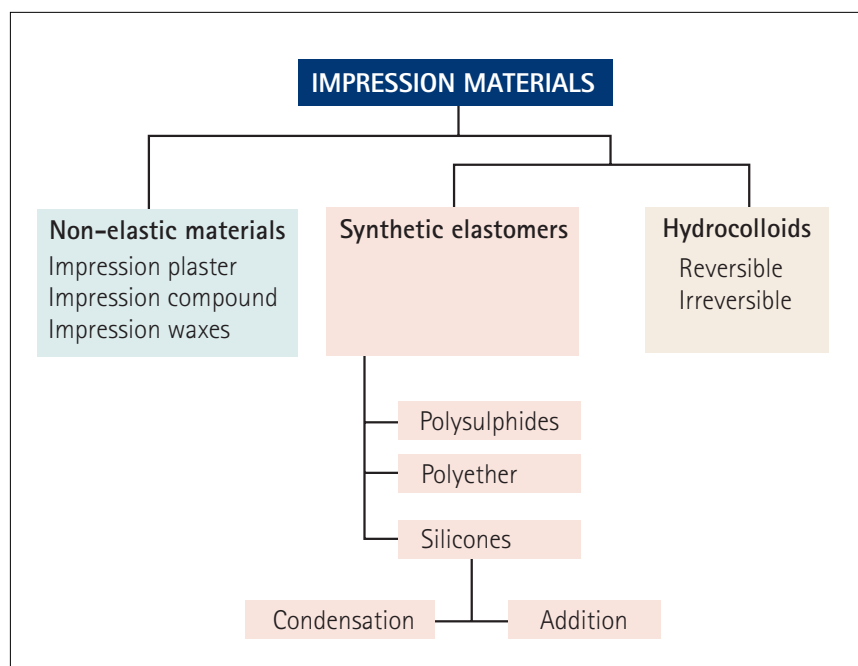 IMPRESSION MATERIALS
Non-elastic materials
Impression plaster
Impression compound
Impression waxes
Synthetic elastomers
Hydrocolloids
Reversible
Irreversible
Polysulphides
Polyether
Silicones
Condensation
Addition